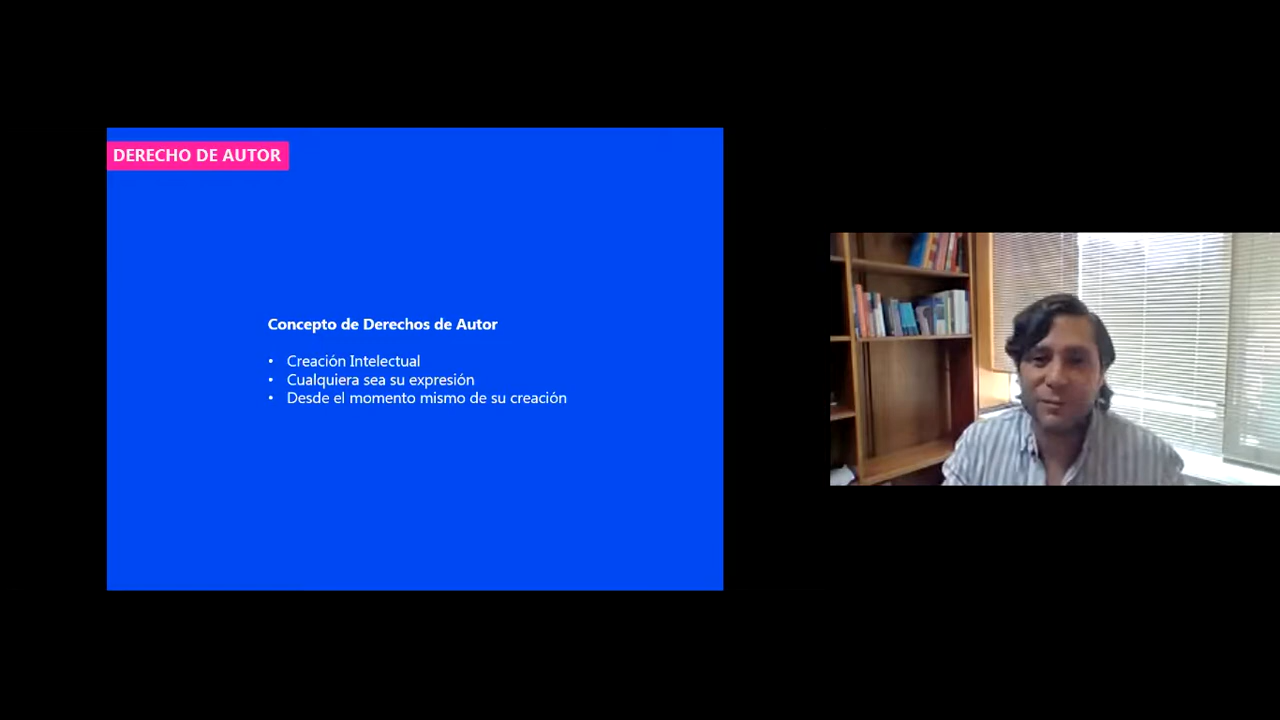 DERECHO DE AUTOR
Concepto de Derechos de Autor
• Creación Intelectual
• Cualquiera sea su expresión
• Desde el momento mismo de su creación